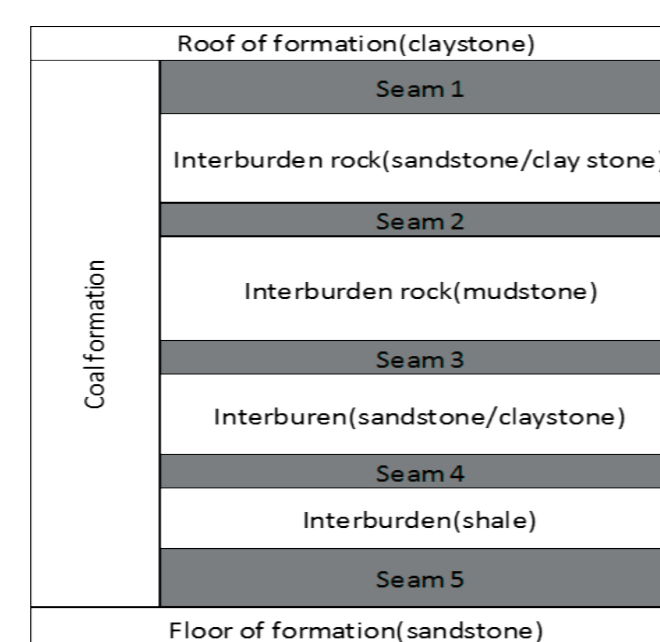 Roof of formation(claystone)
Seam 1
Interburden rock(sandstone/clay stone)
Seam 2
Interburden rock(mudstone)
Coal formation
Seam 3
Interburen(sandstone/claystone)
Seam 4
Interburden(shale)
Seam 5
Floor of formation(sandstone)